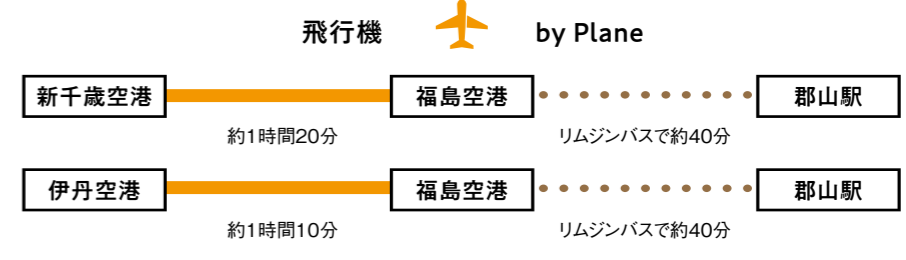 飛行機 by Plane
新千歳空港 福島空港 郡山駅
約1時間20分 リムジンバスで約40分
伊丹空港 福島空港 郡山駅
約1時間10分 リムジンバスで約40分